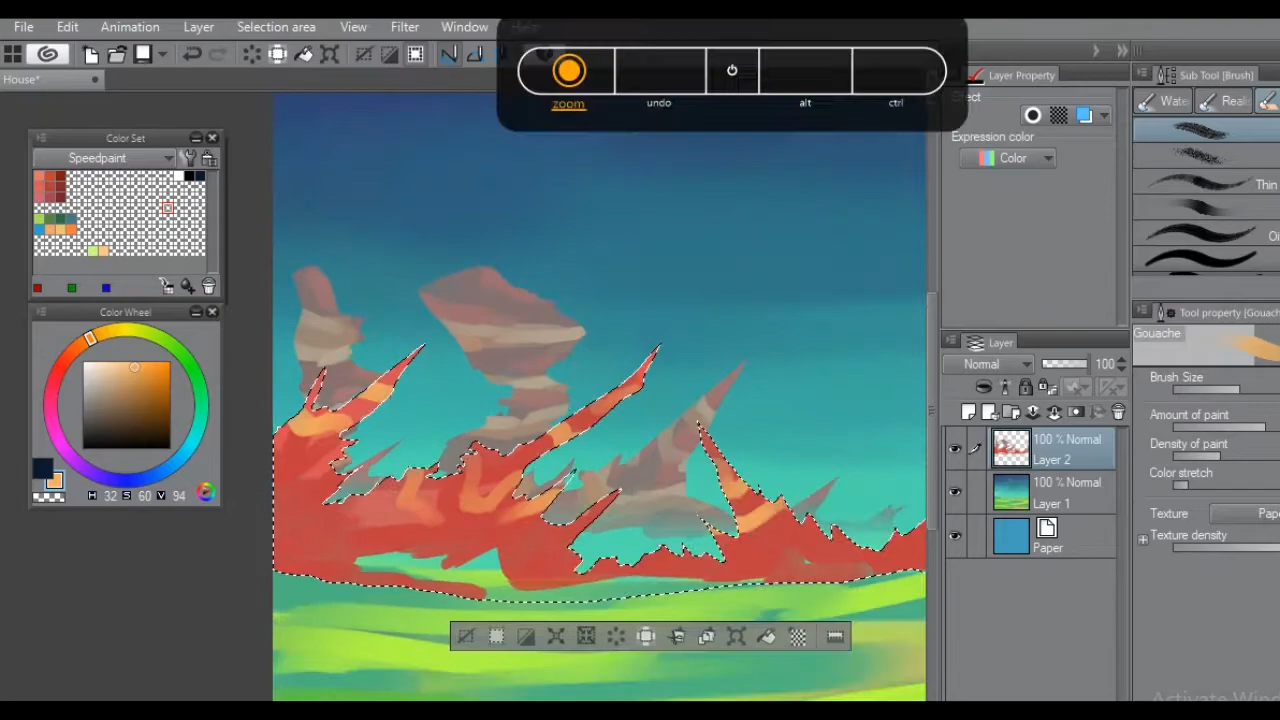 File Edit Animation Layer Selection area View Filter Window
House*
zoom undo alt ctrl
Layer Property
Sub Tool [Brush]
Effect
Expression color
Color
Color Set
Speedpaint
Color Wheel
H 32 S 60 V 94
Thin
Layer
Normal 100
100 % Normal
Layer 2
100 % Normal
Layer 1
Paper
Tool property [Gouache
Gouache
Brush Size
Amount of paint
Density of paint
Color stretch
Texture
Texture density